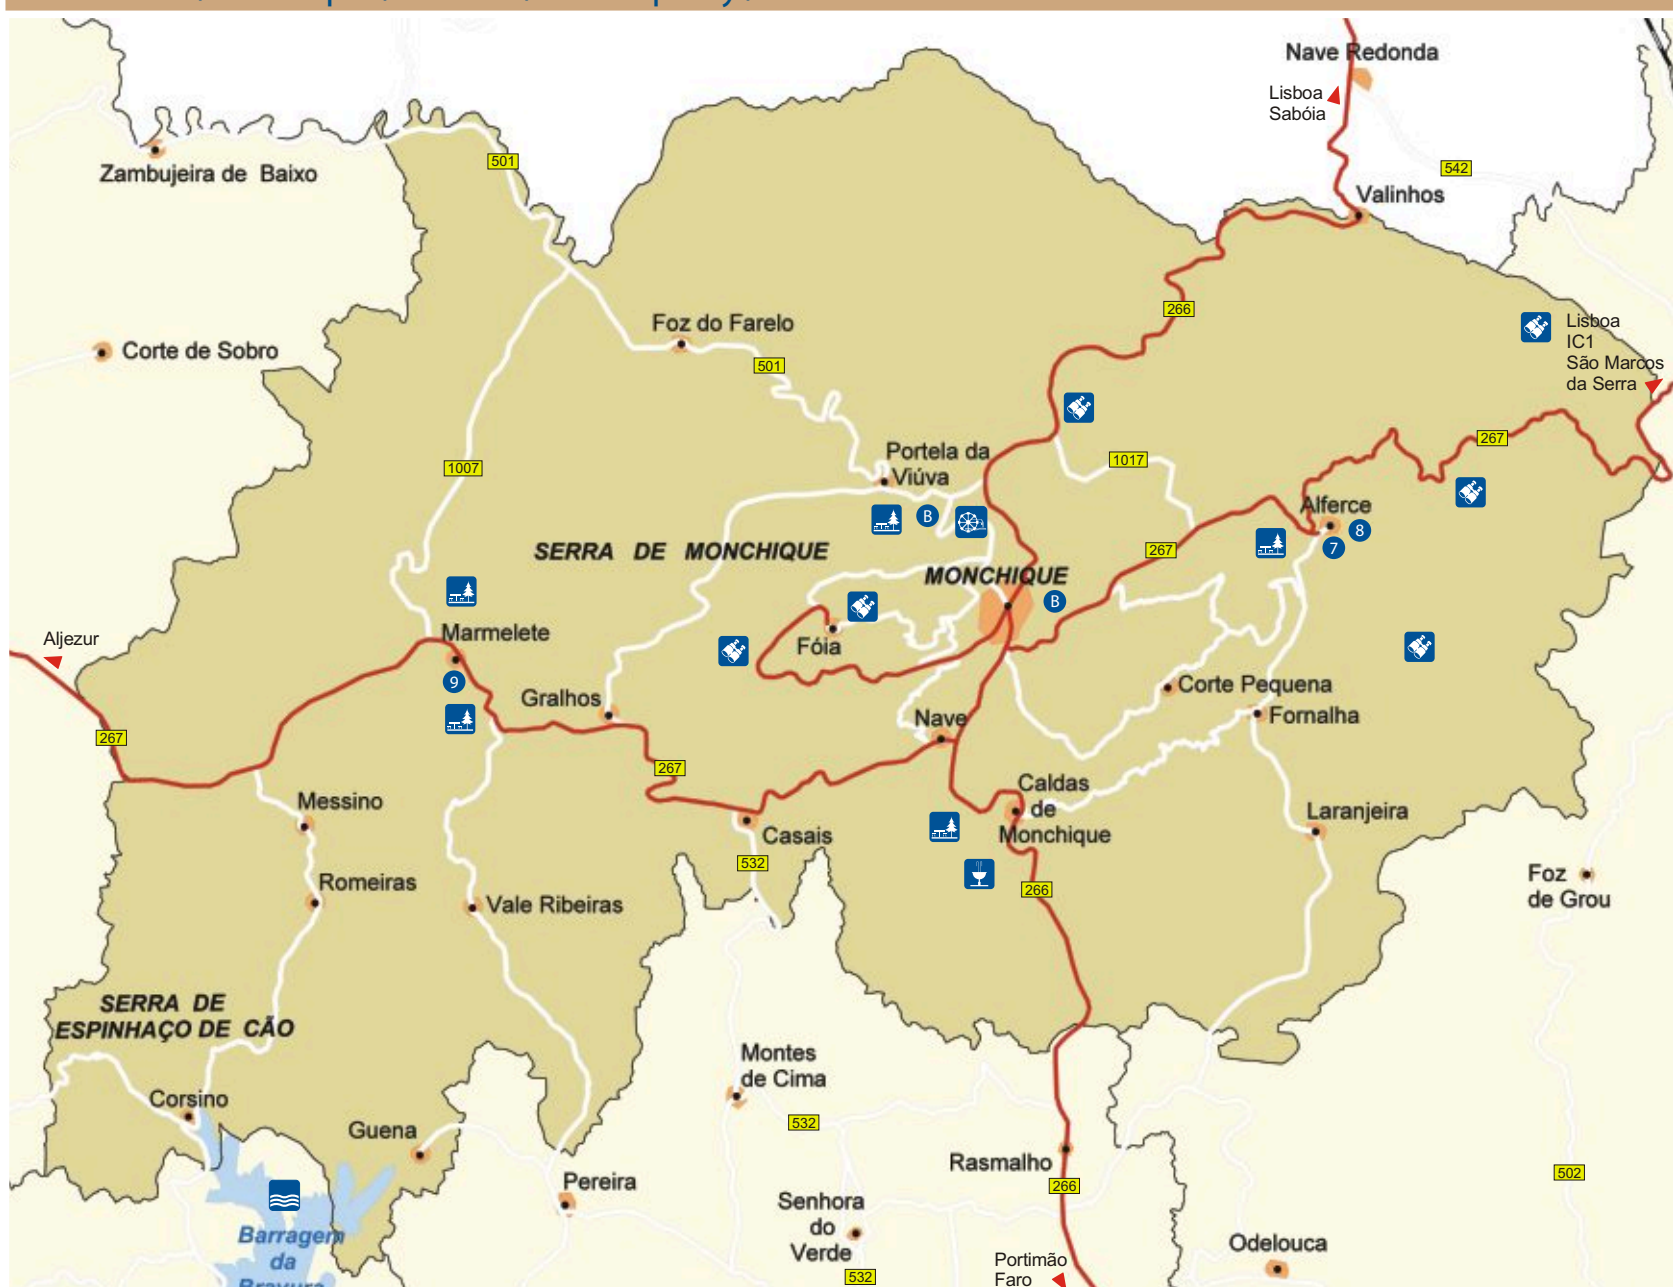 Nave Redonda
Lisboa
Sabóia
501
Zambujeira de Baixo
542
Valinhos
266
Foz do Farelo
Lisboa
IC1
São Marcos
da Serra
Corte de Sobro
501
267
Portela da
Viúva
1007
1017
Alferce
B
8
7
SERRA DE MONCHIQUE
267
MONCHIQUE
B
Aljezur
Marmelete
Fóia
9
Gralhos
Corte Pequena
Nave
Fornalha
267
267
Caldas
de
Monchique
Messino
Laranjeira
Casais
532
Romeiras
266
Foz
de Grou
Vale Ribeiras
SERRA DE
ESPINHAÇO DE CÃO
Montes
de Cima
Corsino
532
Guena
Rasmalho
502
Pereira
266
Senhora
do
Verde
Barragem
da
Bravura
Odelouca
Portimão
Faro
532